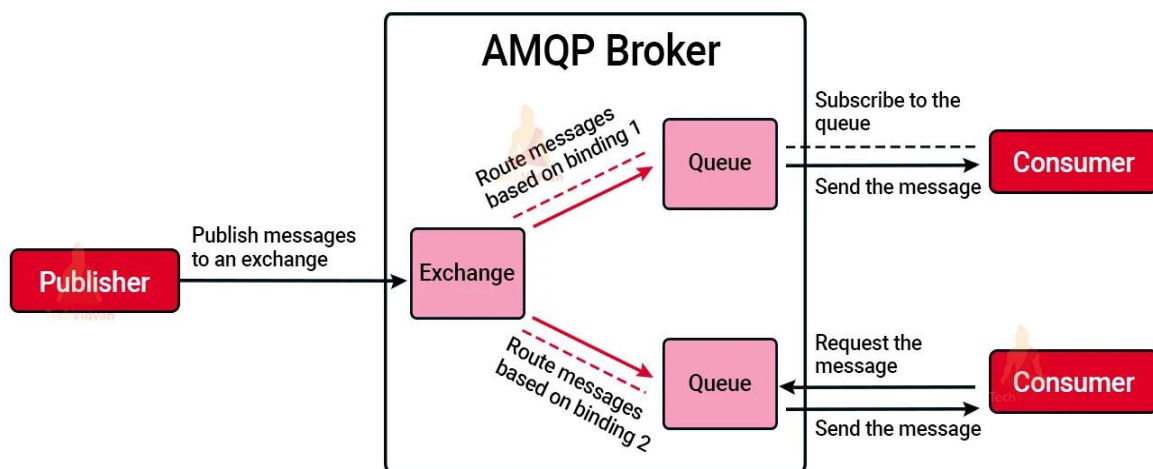 AMQP Broker
Publisher
TechVidvan
Publish messages
to an exchange
Exchange
Route messages
based on binding 1
Queue
Subscribe to the
queue
Send the message
Consumer
Route messages
based on binding 2
Queue
Request the
message
Send the message
Consumer